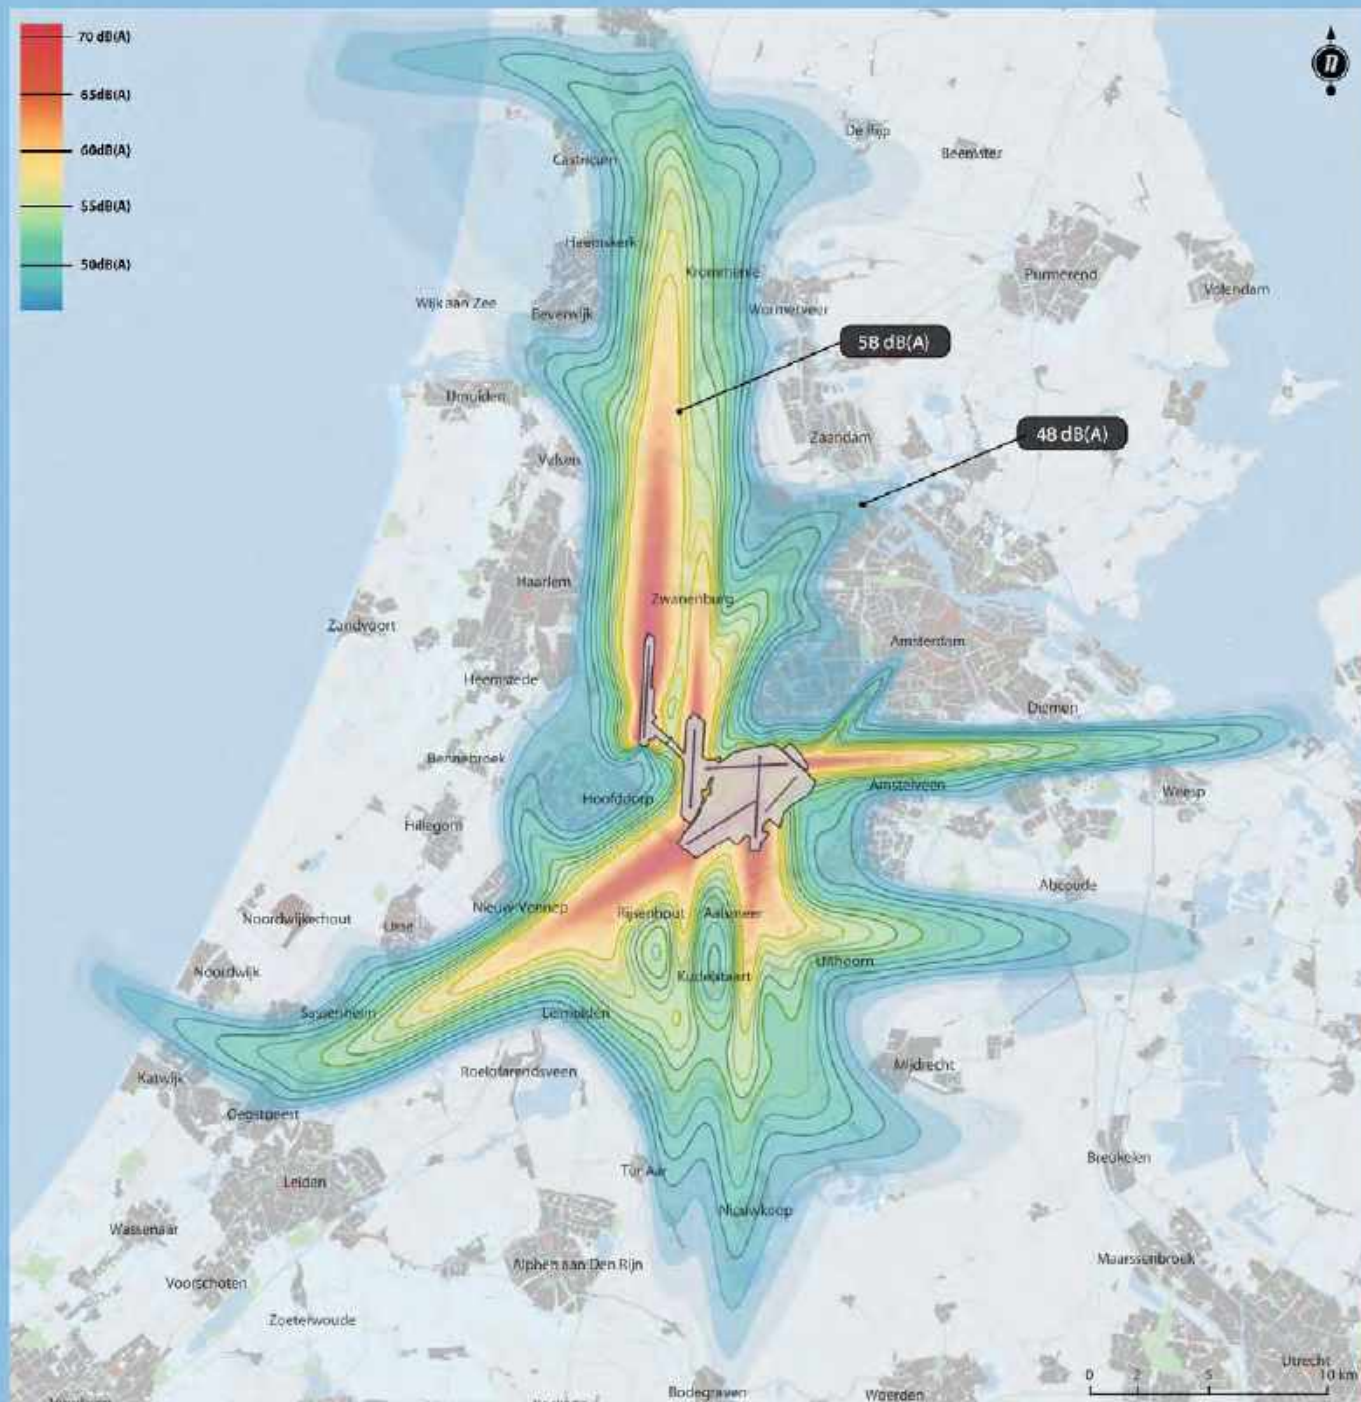 70 dB(A)
65dB(A)
60dB(A)
55dB(A)
50dB(A)
n
De Rijp
Beemster
Castricum
Heemskerk
Krommenie
Purmerend
Volendam
Wijk aan Zee
Beverwijk
Wormerveer
58 dB(A)
IJmuiden
Zaandam
48 dB(A)
Velsen
Haarlem
Zwanenburg
Zandvoort
Amsterdam
Heemstede
Diemen
Bennebroek
Hoofddorp
Amstelveen
Weesp
Hillegom
Abcoude
Nieuw-Vennep
Rijsenhout
Aalsmeer
Noordwijkerhout
Lisse
Noordwijk
Kudelstaart
Uithoorn
Sassenheim
Leimuiden
Katwijk
Roelofarendsveen
Mijdrecht
Oegstgeest
Breukelen
Ter Aar
Leiden
Nieuwkoop
Wassenaar
Maarssenbroek
Alphen aan Den Rijn
Voorschoten
Zoeterwoude
Utrecht
0 2 5 10 km
Bodegraven
Woerden